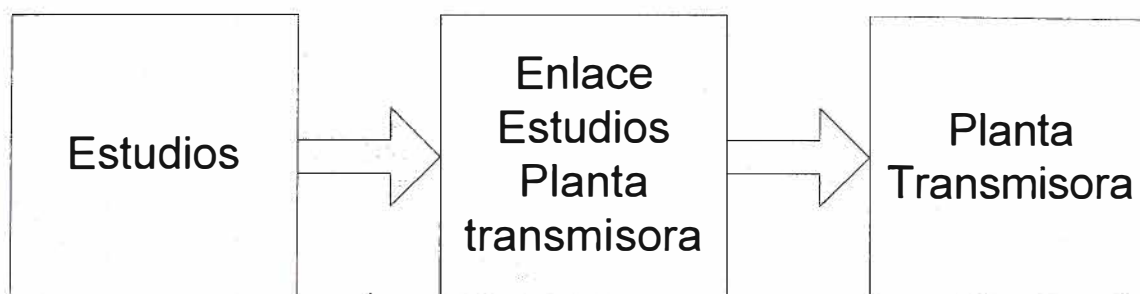 Estudios
Enlace
Estudios
Planta
transmisora
Planta
Transmisora